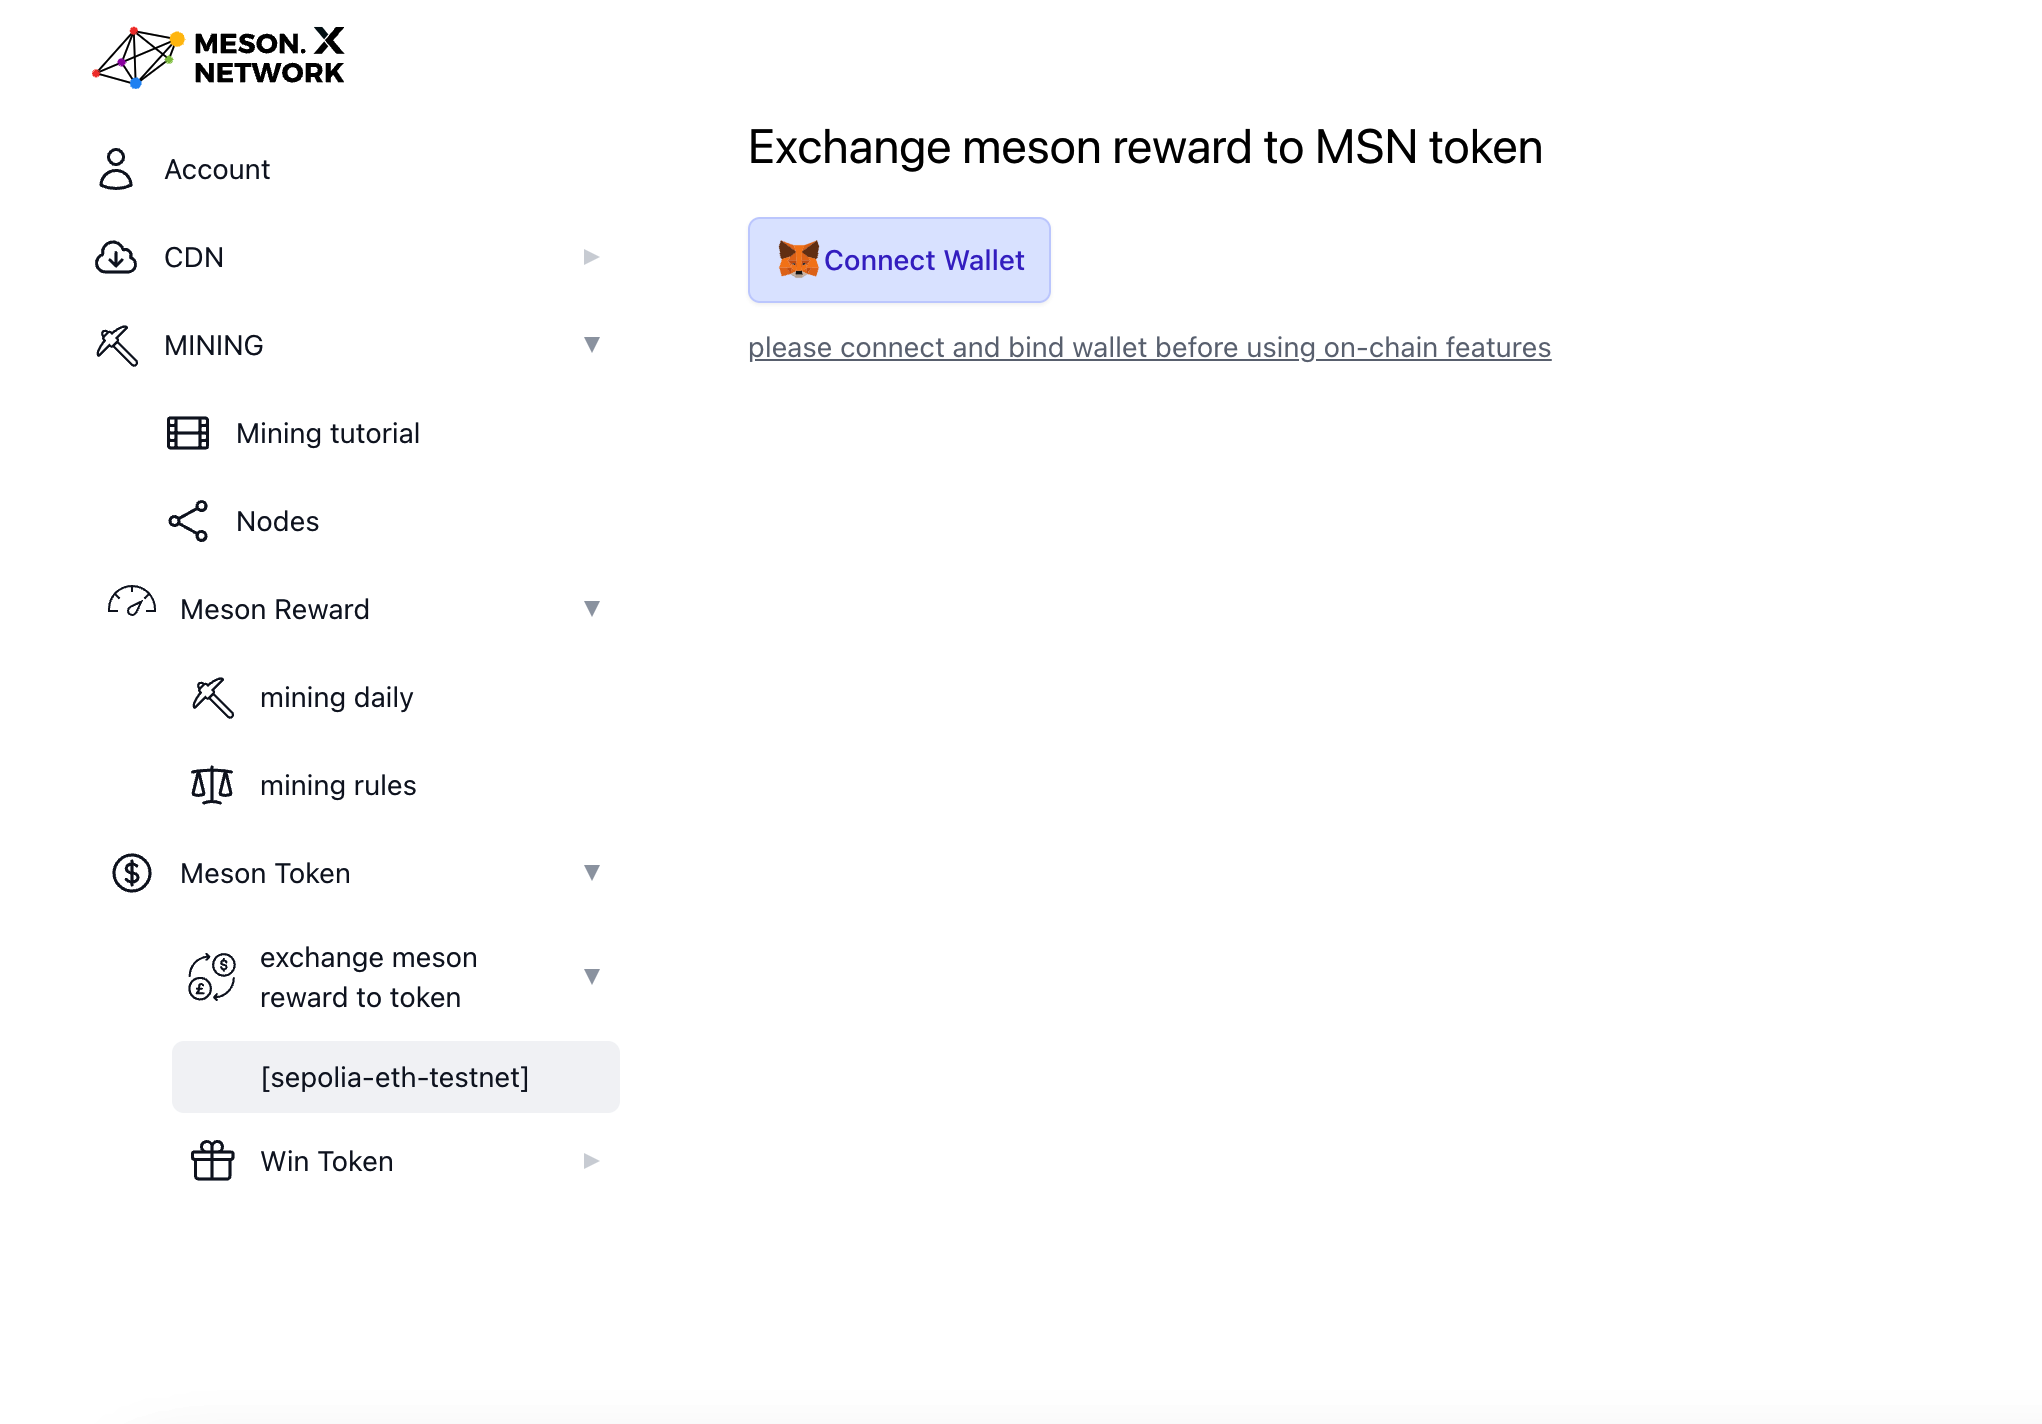 MESON. X
NETWORK
Account
CDN
MINING
Mining tutorial
Nodes
Meson Reward
mining daily
mining rules
Meson Token
exchange meson
reward to token
[sepolia-eth-testnet]
Win Token
Exchange meson reward to MSN token
Connect Wallet
please connect and bind wallet before using on-chain features